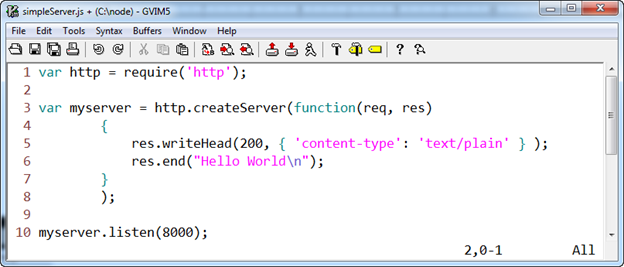 simpleServer.js + (C:\node) - GVIM5
File Edit Tools Syntax Buffers Window Help
1 var http = require('http');
2
3 var myserver = http.createServer(function(req, res)
4 {
5 res.writeHead(200, { 'content-type': 'text/plain' } );
6 res.end("Hello World\n");
7 }
8 );
9
10 myserver.listen(8000);
2,0-1 All